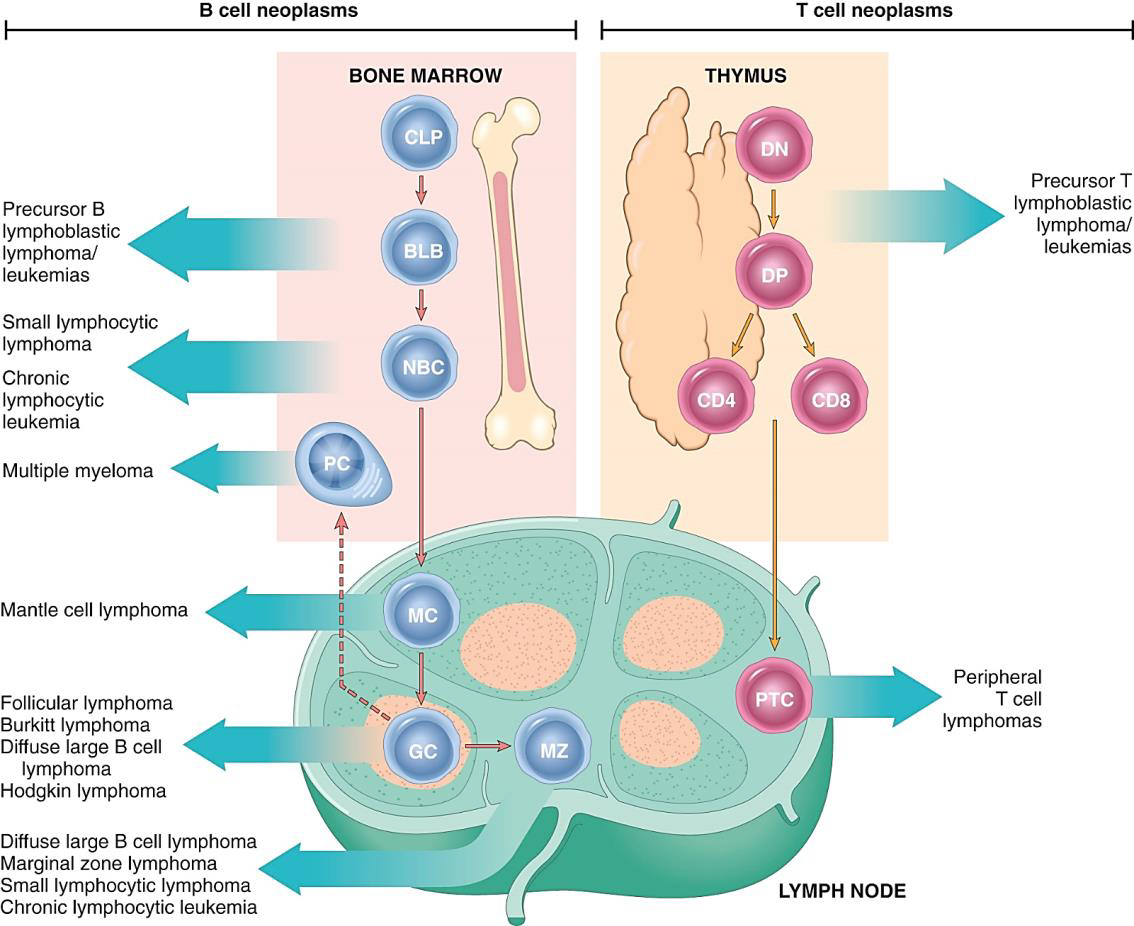 B cell neoplasms
T cell neoplasms
BONE MARROW
THYMUS
CLP
DN
Precursor B
lymphoblastic
lymphoma/
leukemias
BLB
DP
Precursor T
lymphoblastic
lymphoma/
leukemias
Small lymphocytic
lymphoma
Chronic
lymphocytic
leukemia
NBC
CD4
CD8
Multiple myeloma
PC
Mantle cell lymphoma
MC
PTC
Peripheral
T cell
lymphomas
Follicular lymphoma
Burkitt lymphoma
Diffuse large B cell
lymphoma
Hodgkin lymphoma
GC
MZ
Diffuse large B cell lymphoma
Marginal zone lymphoma
Small lymphocytic lymphoma
Chronic lymphocytic leukemia
LYMPH NODE